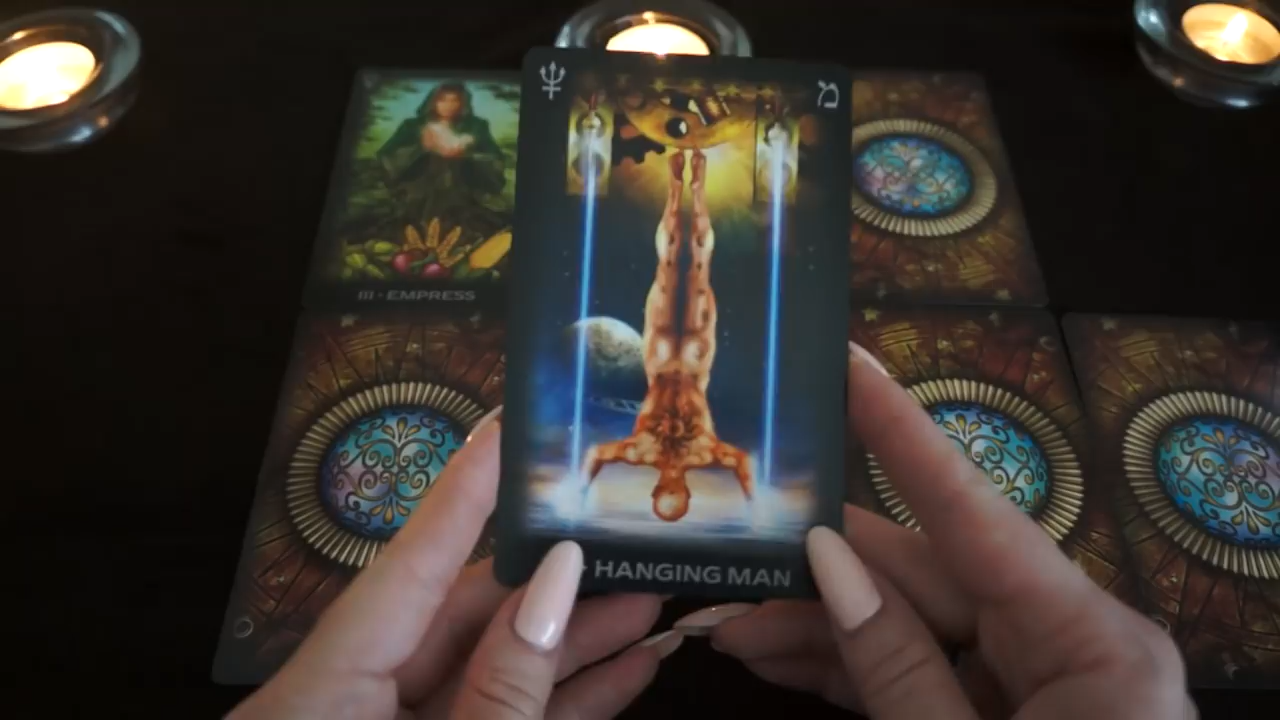 מ
III · EMPRESS
HANGING MAN